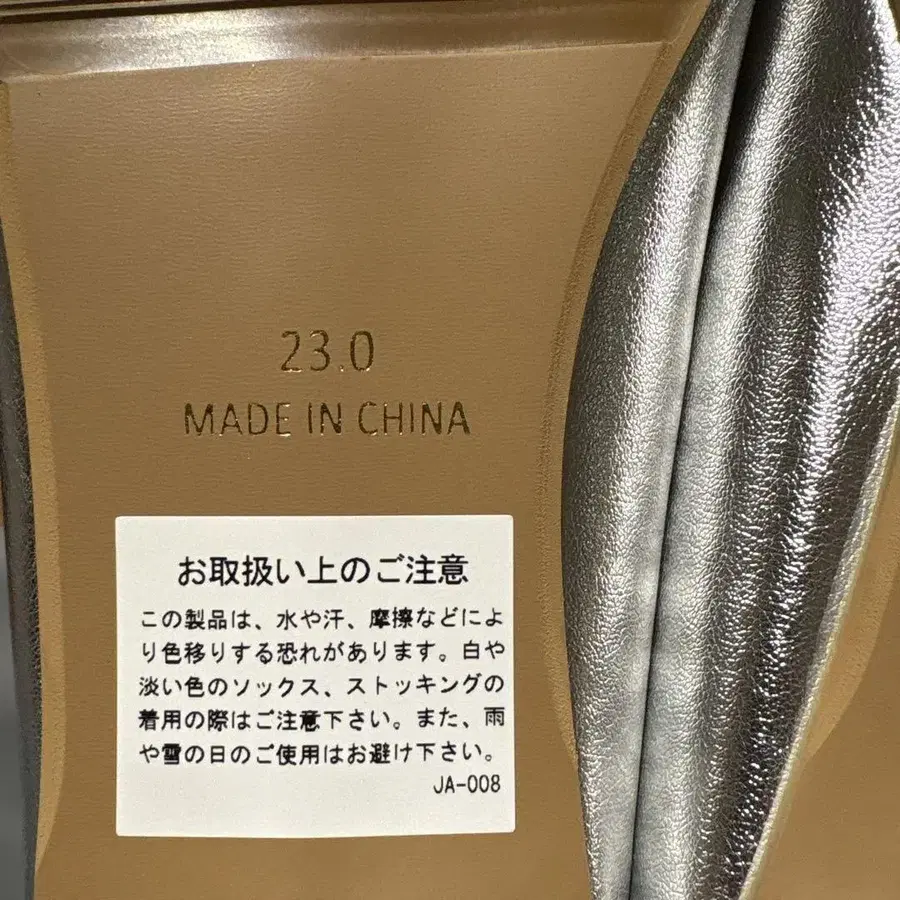 23.0
MADE IN CHINA
お取扱い上のご注意
この製品は、水や汗、摩擦などによ
り色移りする恐れがあります。白や
淡い色のソックス、ストッキングの
着用の際はご注意下さい。また、雨
や雪の日のご使用はお避け下さい。
JA-008